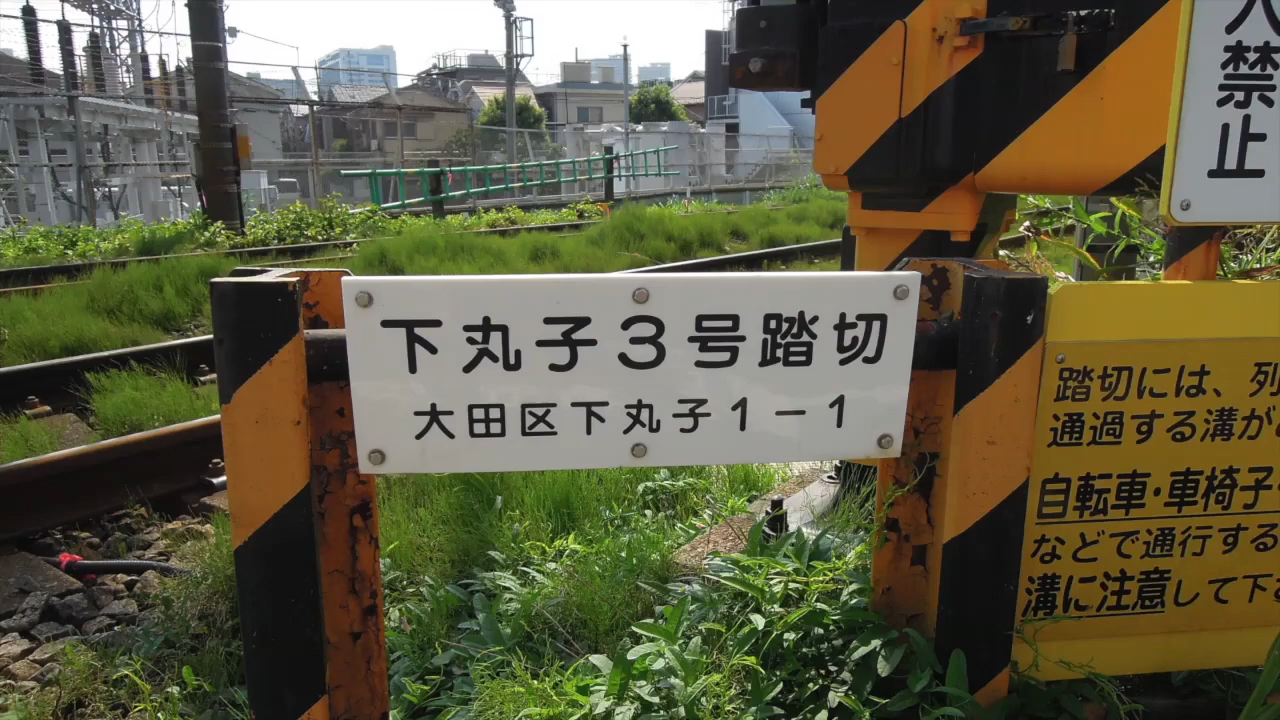 下丸子3号踏切
大田区下丸子1-1
入禁止
踏切には、列
通過する溝が
自転車・車椅子・
などで通行する
溝に注意して下